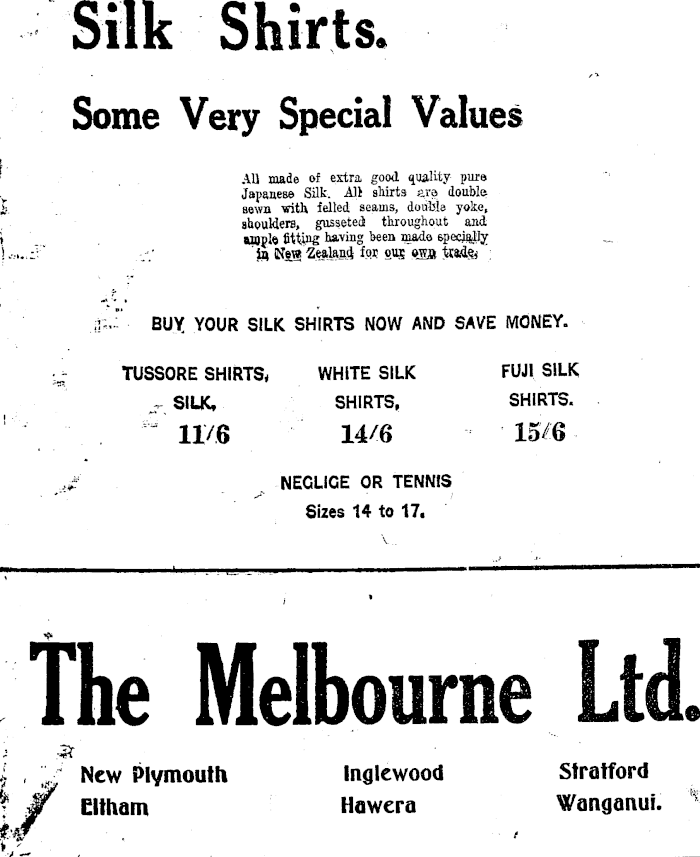 Silk Shirts.
Some Very Special Values
All made of extra good quality pure
Japanese Silk. All shirts are double
sewn with felled seams, double yoke,
shoulders, gusseted throughout and
ample fitting having been made specially
in New Zealand for our own trade.
BUY YOUR SILK SHIRTS NOW AND SAVE MONEY.
TUSSORE SHIRTS, WHITE SILK FUJI SILK
SILK, SHIRTS, SHIRTS.
11/6 14/6 15/6
NEGLIGE OR TENNIS
Sizes 14 to 17.
The Melbourne Ltd.
New Plymouth Inglewood Stratford
Eltham Hawera Wanganui.